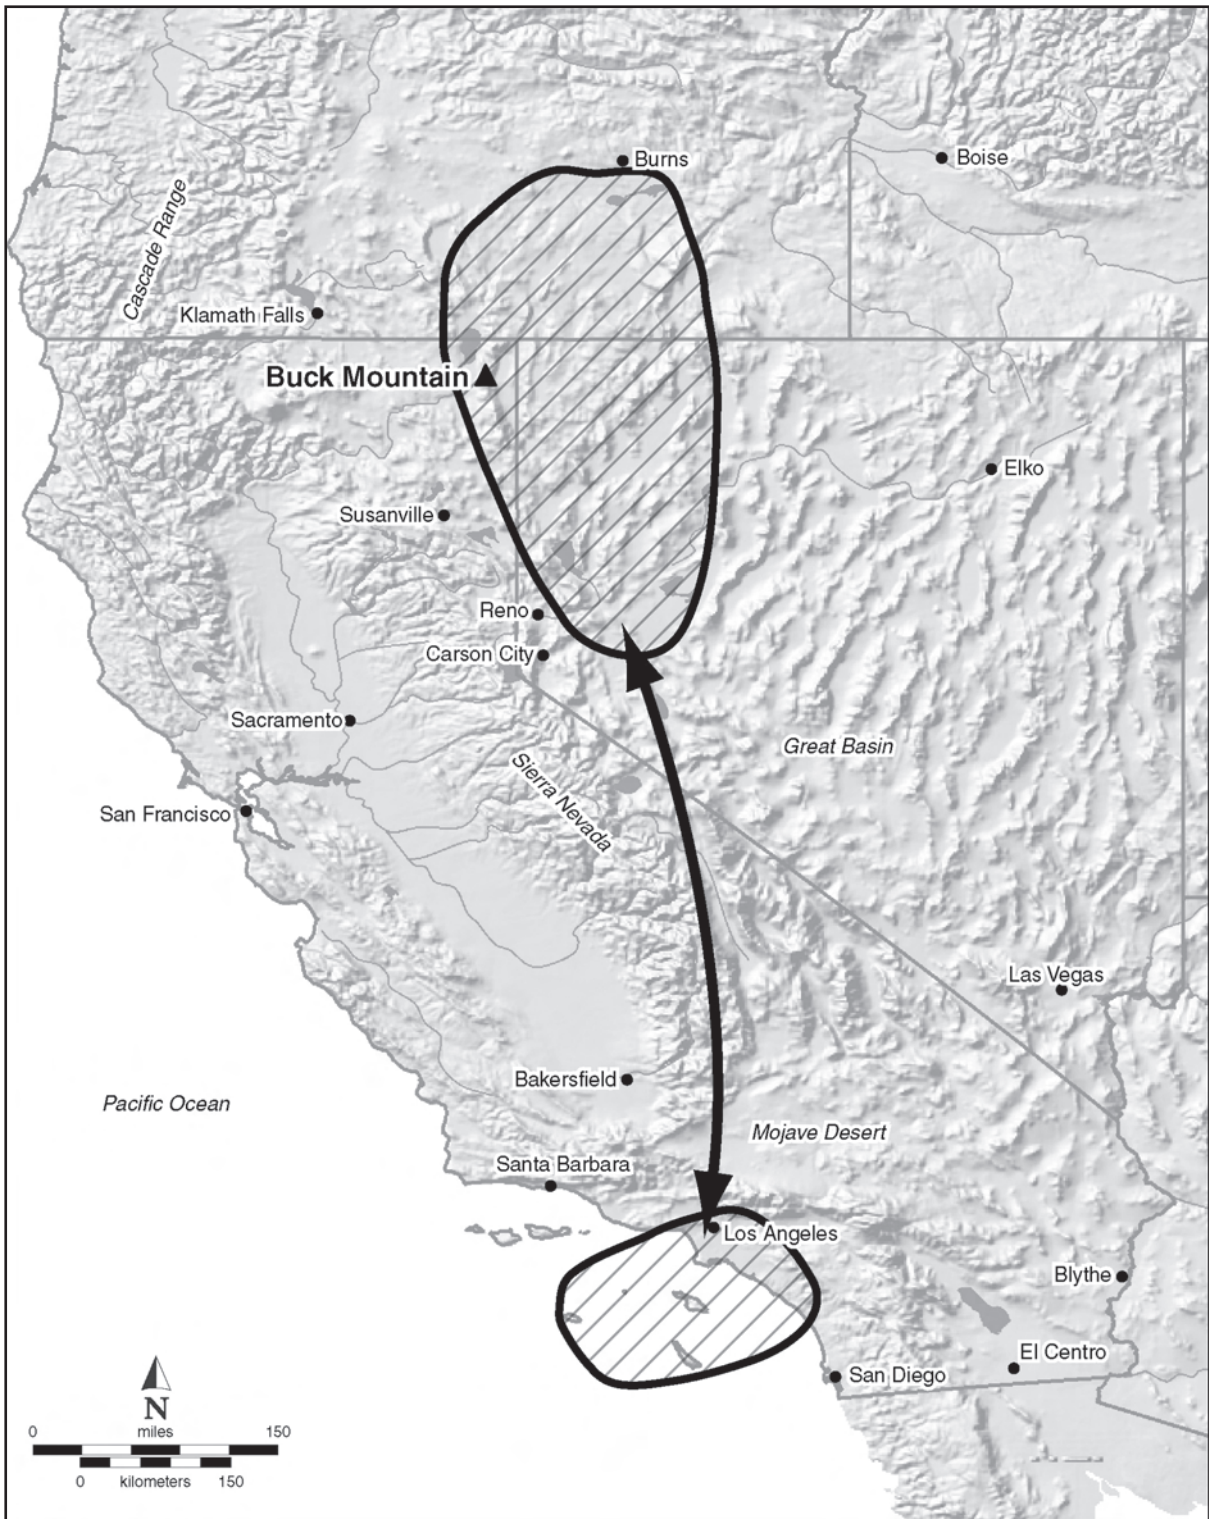 Burns
Boise
Cascade Range
Klamath Falls
Buck Mountain
Elko
Susanville
Reno
Carson City
Sacramento
Great Basin
Sierra Nevada
San Francisco
Las Vegas
Bakersfield
Pacific Ocean
Mojave Desert
Santa Barbara
Los Angeles
Blythe
El Centro
San Diego
N
0 miles 150
0 kilometers 150